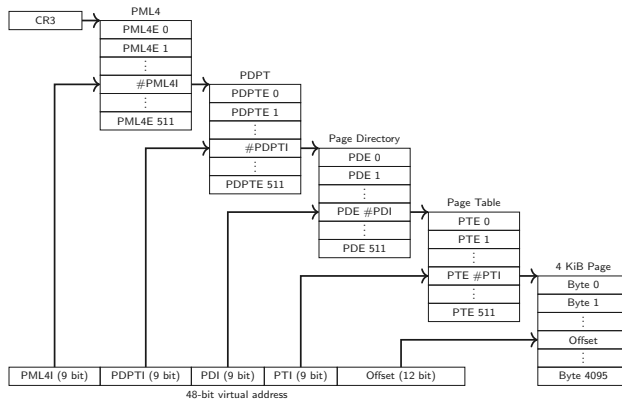 PML4
CR3
PML4E 0
PML4E 1
⋮
#PML4I
⋮
PML4E 511
PDPT
PDPTE 0
PDPTE 1
⋮
#PDPTI
⋮
PDPTE 511
Page Directory
PDE 0
PDE 1
⋮
PDE #PDI
⋮
PDE 511
Page Table
PTE 0
PTE 1
⋮
PTE #PTI
⋮
PTE 511
4 KiB Page
Byte 0
Byte 1
⋮
Offset
⋮
Byte 4095
PML4I (9 bit) PDPTI (9 bit) PDI (9 bit) PTI (9 bit) Offset (12 bit)
48-bit virtual address